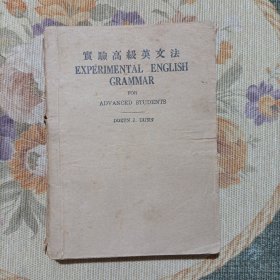 實驗高級英文法
EXPERIMENTAL ENGLISH
GRAMMAR
FOR
ADVANCED STUDENTS